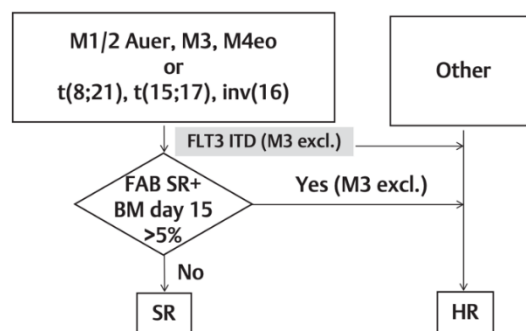 M1/2 Auer, M3, M4eo
or
t(8;21), t(15;17), inv(16)
Other
FLT3 ITD (M3 excl.)
FAB SR+
BM day 15
>5%
Yes (M3 excl.)
No
SR
HR